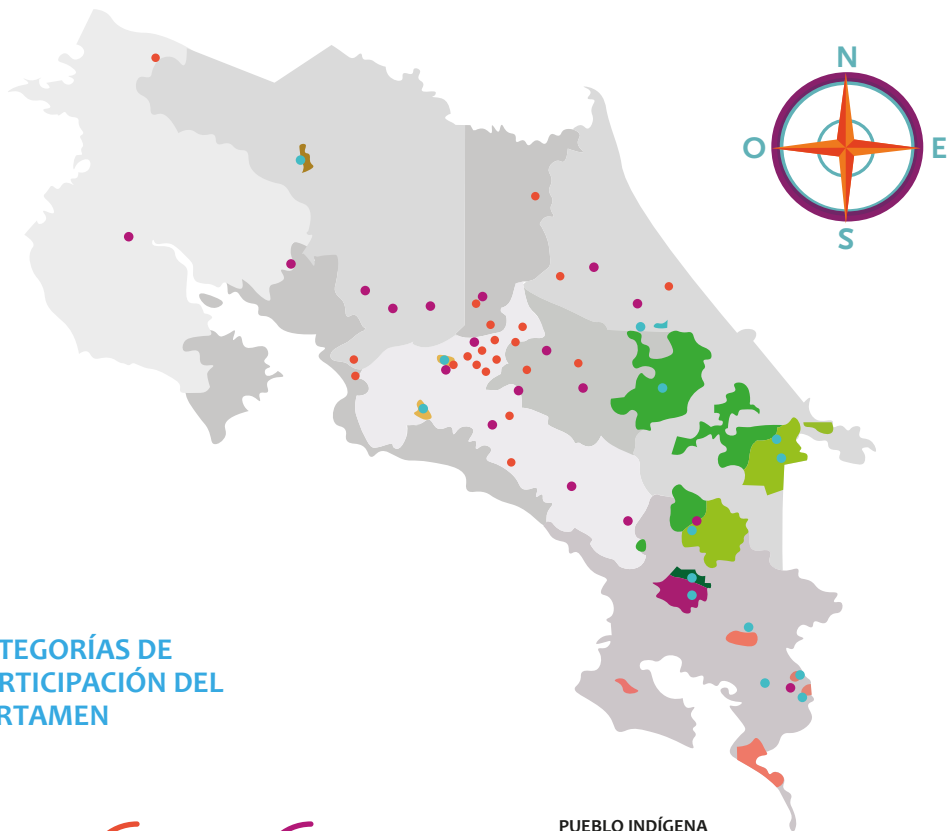 N
O
E
S
TEGORÍAS DE
RTICIPACIÓN DEL
RTAMEN
PUEBLO INDÍGENA